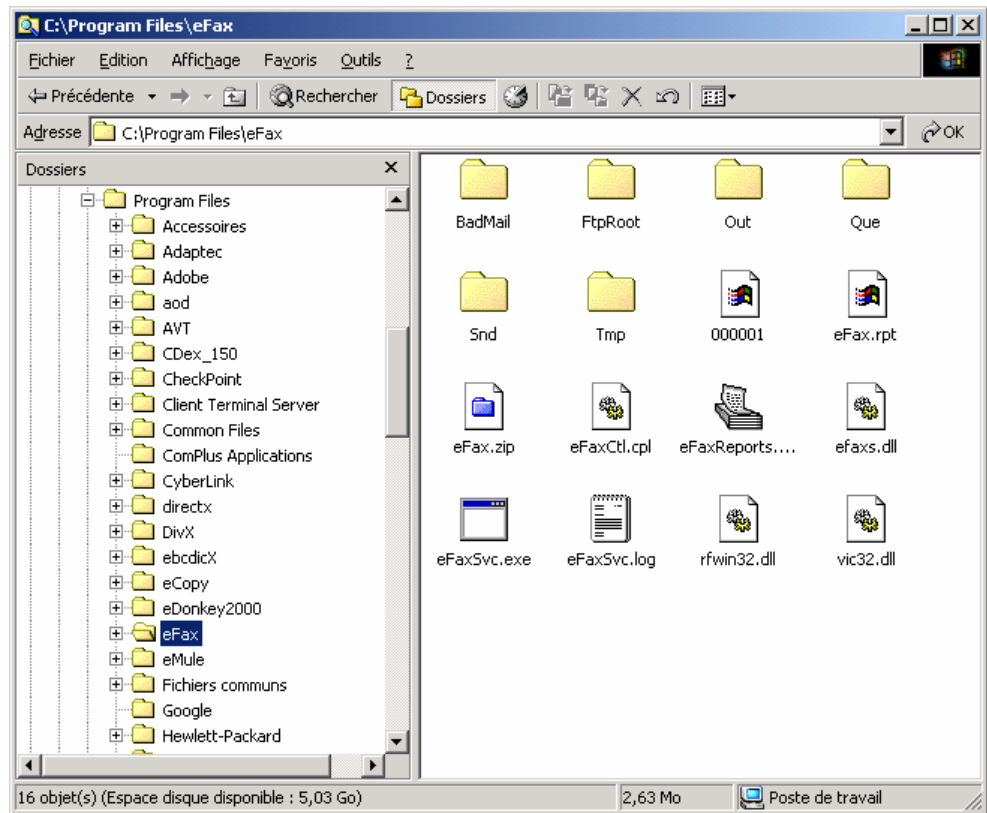 C:\Program Files\eFax
Fichier Edition Affichage Favoris Outils ?
Précédente Rechercher Dossiers
Adresse C:\Program Files\eFax OK
Dossiers
Program Files
Accessoires
Adaptec
Adobe
aod
AVT
CDex_150
CheckPoint
Client Terminal Server
Common Files
ComPlus Applications
CyberLink
directx
DivX
ebcdicX
eCopy
eDonkey2000
eFax
eMule
Fichiers communs
Google
Hewlett-Packard
BadMail FtpRoot Out Que
Snd Tmp 000001 eFax.rpt
eFax.zip eFaxCtl.cpl eFaxReports.... efaxs.dll
eFaxSvc.exe eFaxSvc.log rfwin32.dll vic32.dll
16 objet(s) (Espace disque disponible : 5,03 Go) 2,63 Mo Poste de travail